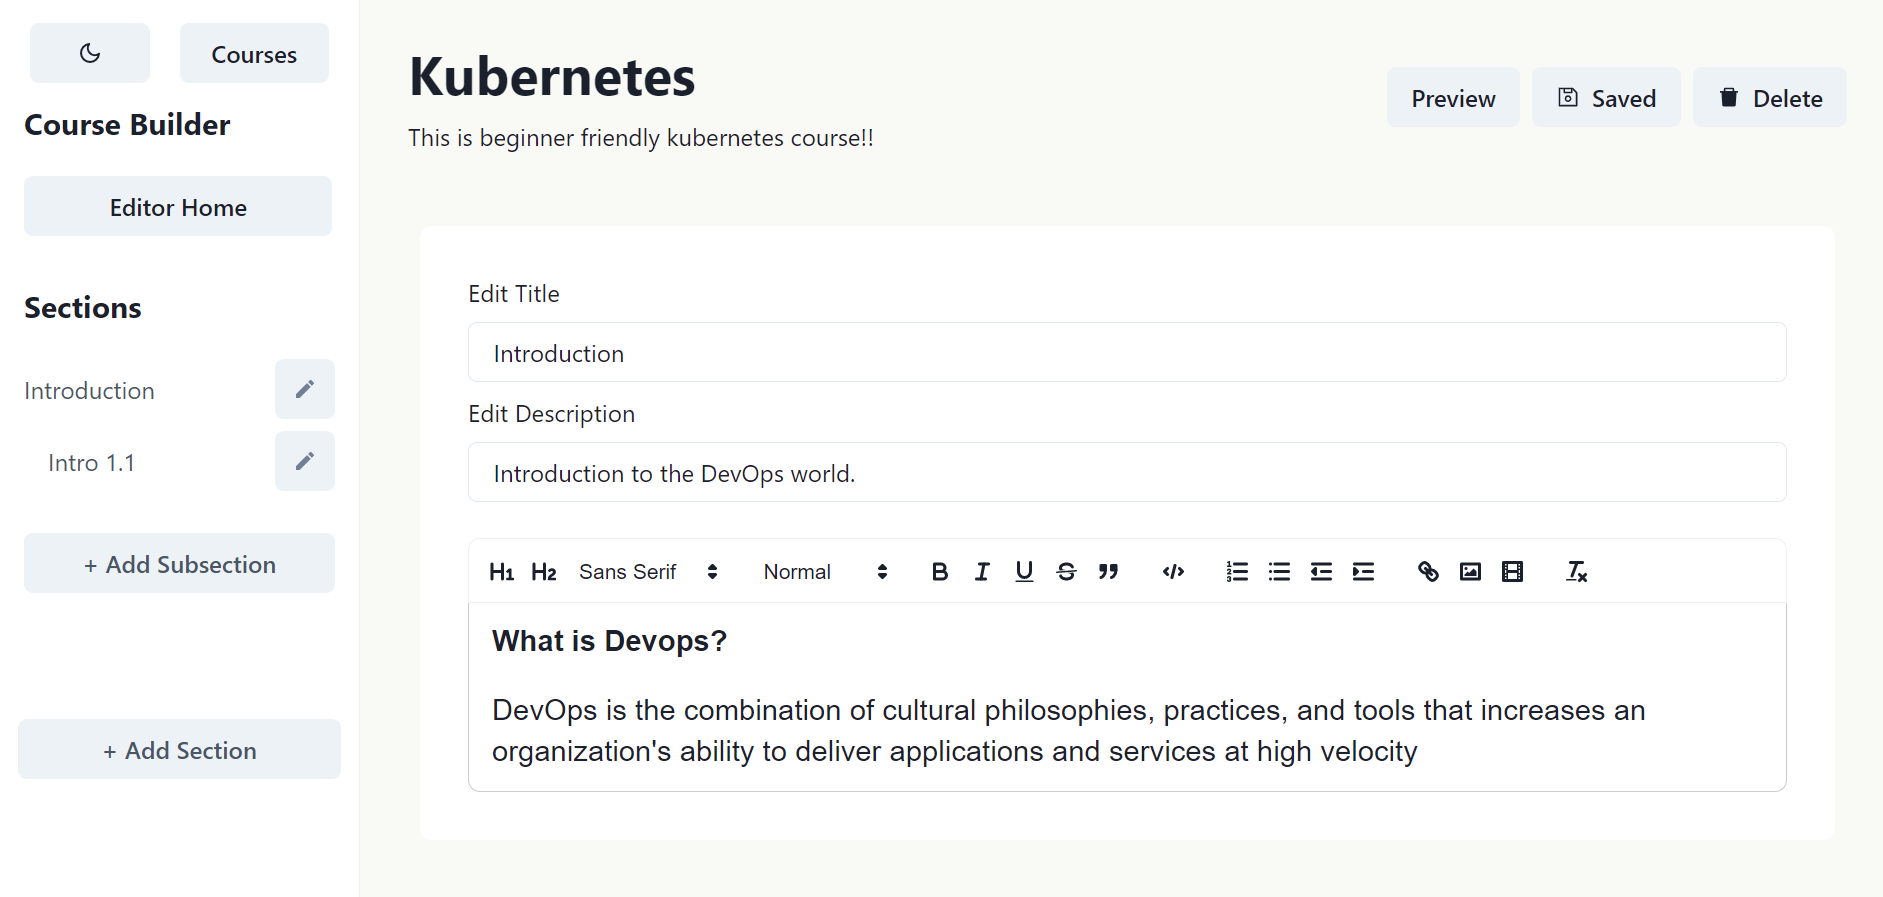 Courses
Course Builder
Editor Home
Sections
Introduction
Intro 1.1
+ Add Subsection
+ Add Section
Kubernetes
This is beginner friendly kubernetes course!!
Preview
Saved
Delete
Edit Title
Introduction
Edit Description
Introduction to the DevOps world.
H1 H2 Sans Serif Normal B I U S
What is Devops?
DevOps is the combination of cultural philosophies, practices, and tools that increases an
organization's ability to deliver applications and services at high velocity